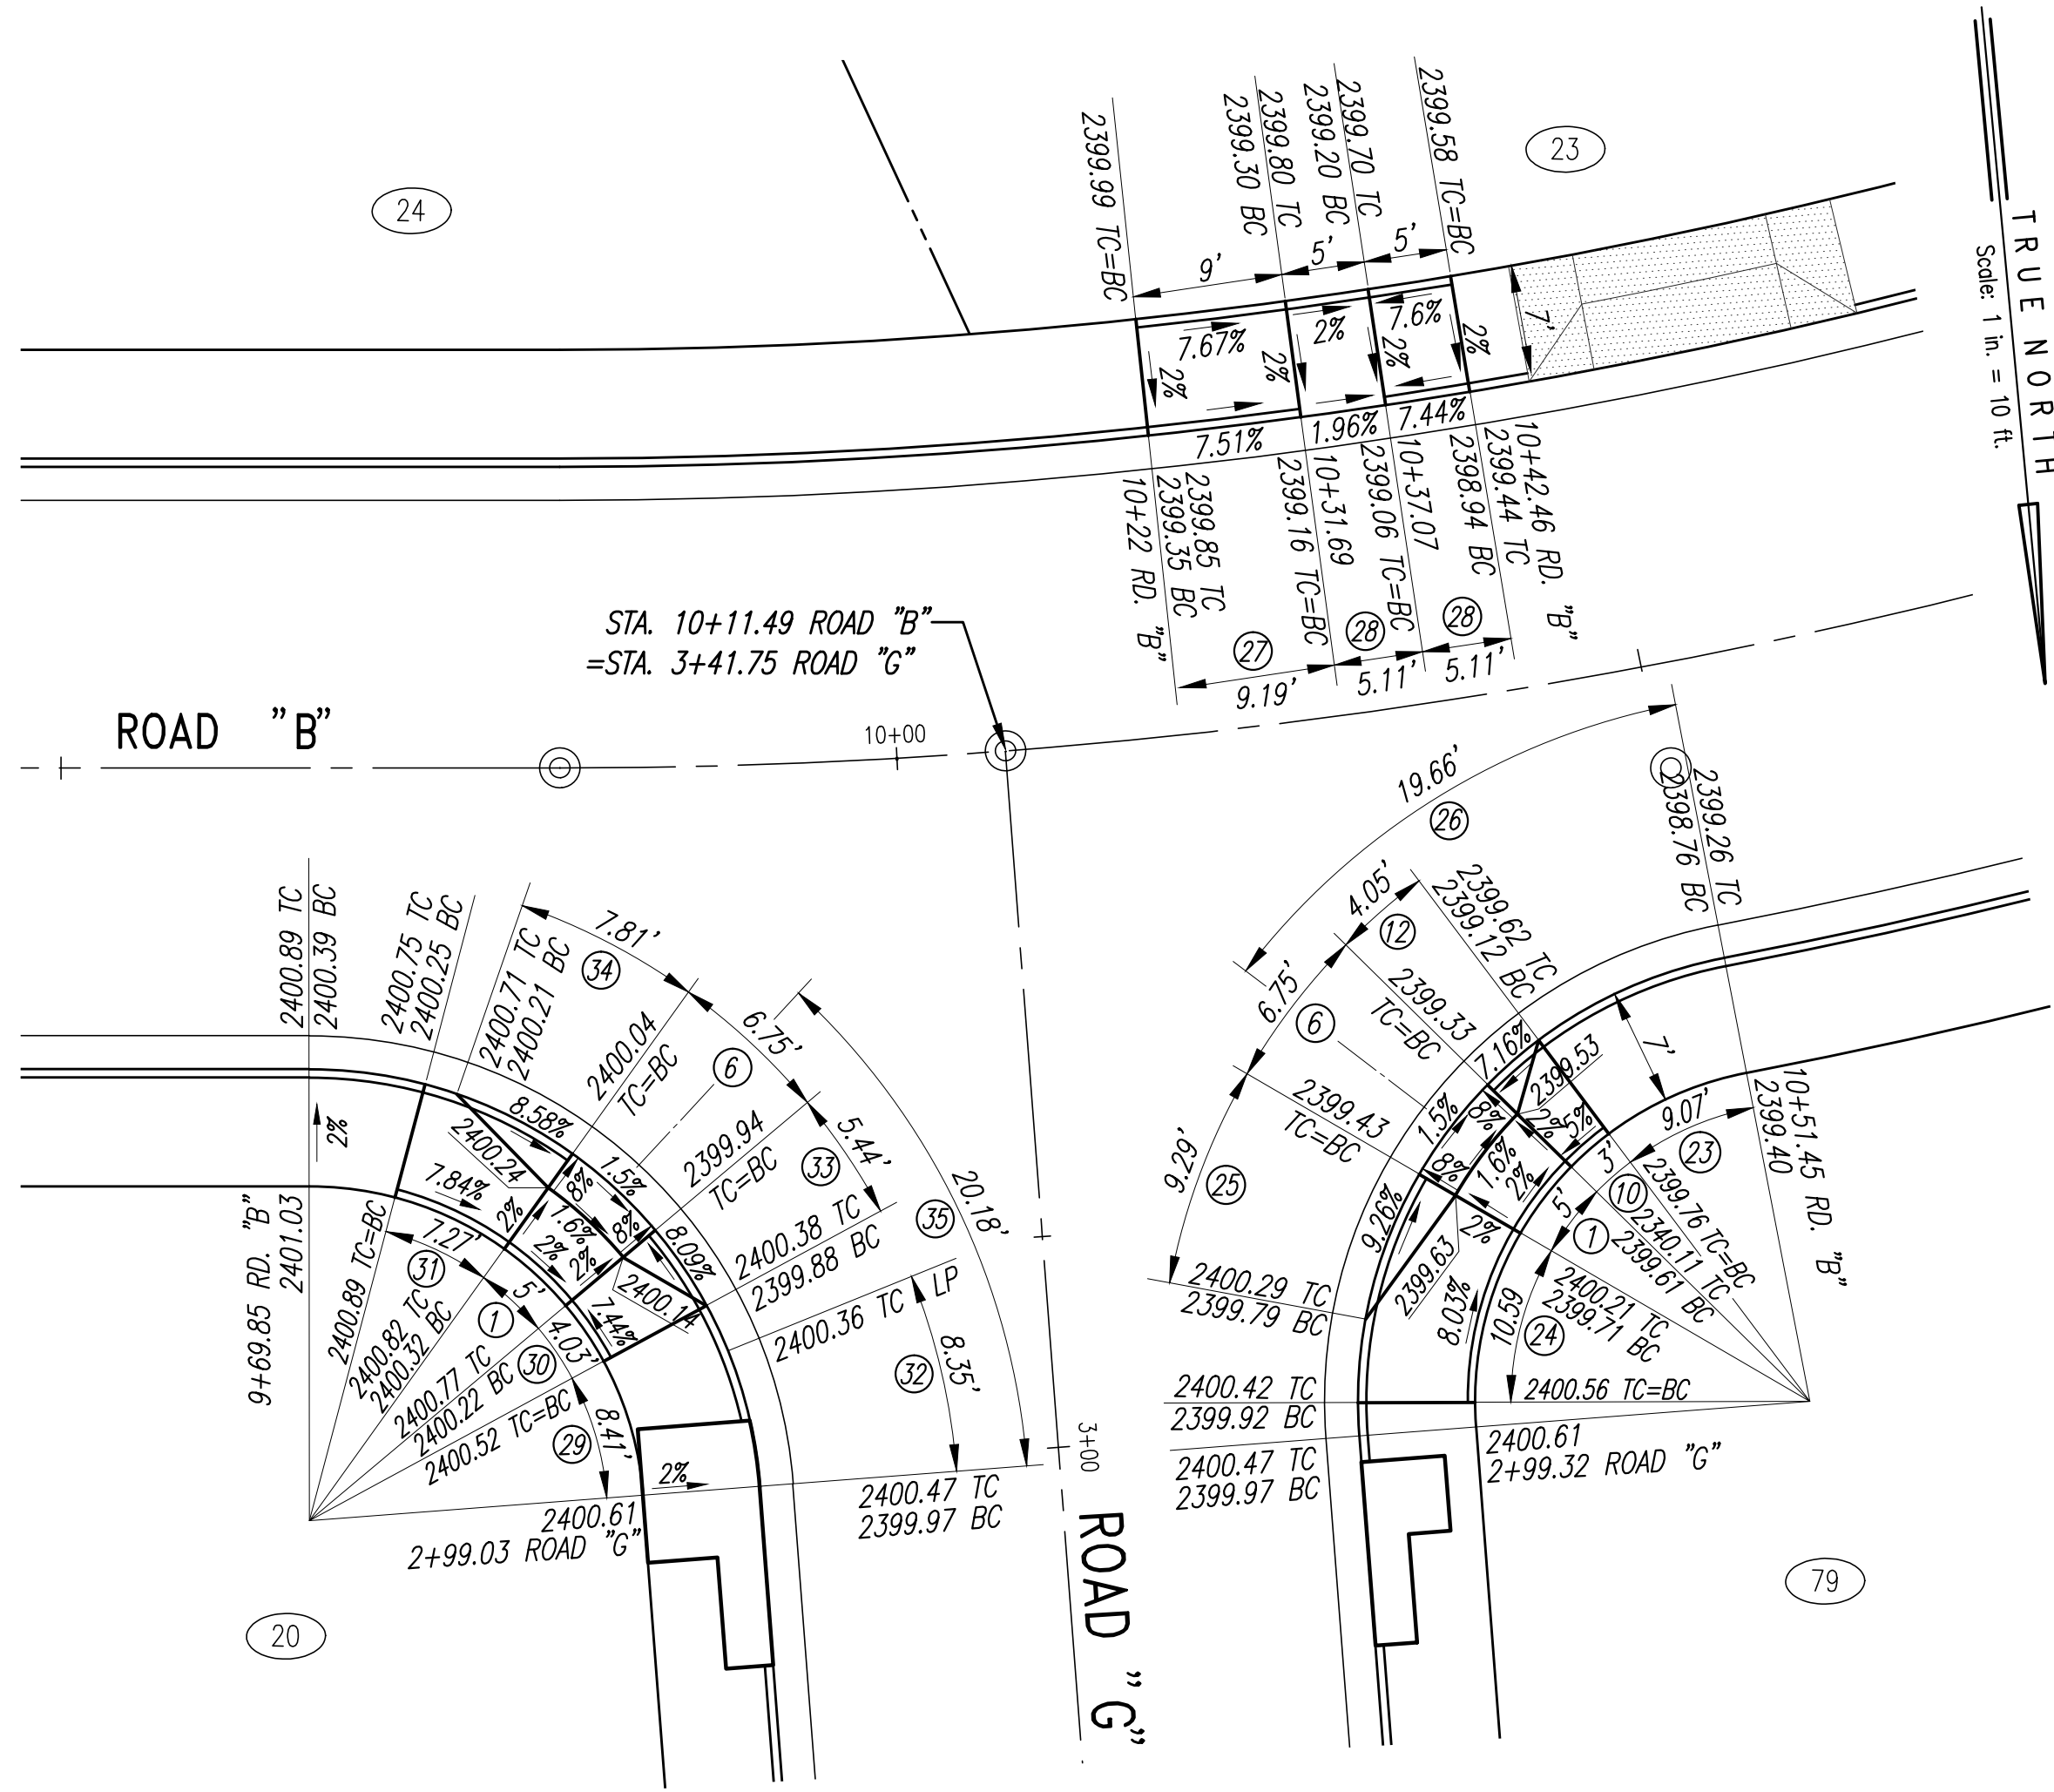 24
23
TRUE NORTH
Scale: 1 in. = 10 ft.
2399.99 TC=BC
2399.80 TC
2399.30 BC
2399.70 TC
2399.20 BC
2399.58 TC=BC
9'
5'
5'
7'
7.67%
2%
7.6%
2%
2%
2%
2%
7.51%
1.96%
7.44%
2399.85 TC
2399.35 BC
10+22 RD. "B"
10+31.69
2399.16 TC=BC
10+37.07
2399.06 TC=BC
10+42.46 RD. "B"
2399.44 TC
2398.94 BC
27
28
28
9.19'
5.11'
5.11'
STA. 10+11.49 ROAD "B"
=STA. 3+41.75 ROAD "G"
ROAD "B"
10+00
2400.89 TC
2400.39 BC
2400.75 TC
2400.25 BC
2400.71 TC
2400.21 BC
7.81'
34
2400.04
TC=BC
6.75'
6
2399.94
TC=BC
5.44'
33
20.18'
35
2400.38 TC
2399.88 BC
2400.36 TC LP
8.35'
32
8.58%
2400.24
7.84%
2%
2%
8%
1.5%
1.6%
2%
2%
8%
8.09%
2400.14
7.44%
9+69.85 RD. "B"
2401.03
2400.89 TC=BC
7.27'
31
2400.82 TC
2400.32 BC
5'
1
2400.77 TC
2400.22 BC
4.03'
30
2400.52 TC=BC
8.41'
29
2%
2400.61
2+99.03 ROAD "G"
2400.47 TC
2399.97 BC
3+00
ROAD "G"
20
19.66'
26
4.05'
12
6.75'
6
9.29'
25
2399.26 TC
2398.76 BC
2399.62 TC
2399.12 BC
2399.33
TC=BC
2399.43
TC=BC
7.16%
2399.53
7'
1.5%
8%
2%
5%
8%
1.6%
2%
2%
9.26%
2399.63
8.03%
9.07'
23
3'
10
5'
1
10.59
24
10+51.45 RD. "B"
2399.40
2399.76 TC=BC
2340.11 TC
2399.61 BC
2400.21 TC
2399.71 BC
2400.29 TC
2399.79 BC
2400.42 TC
2399.92 BC
2400.56 TC=BC
2400.47 TC
2399.97 BC
2400.61
2+99.32 ROAD "G"
79